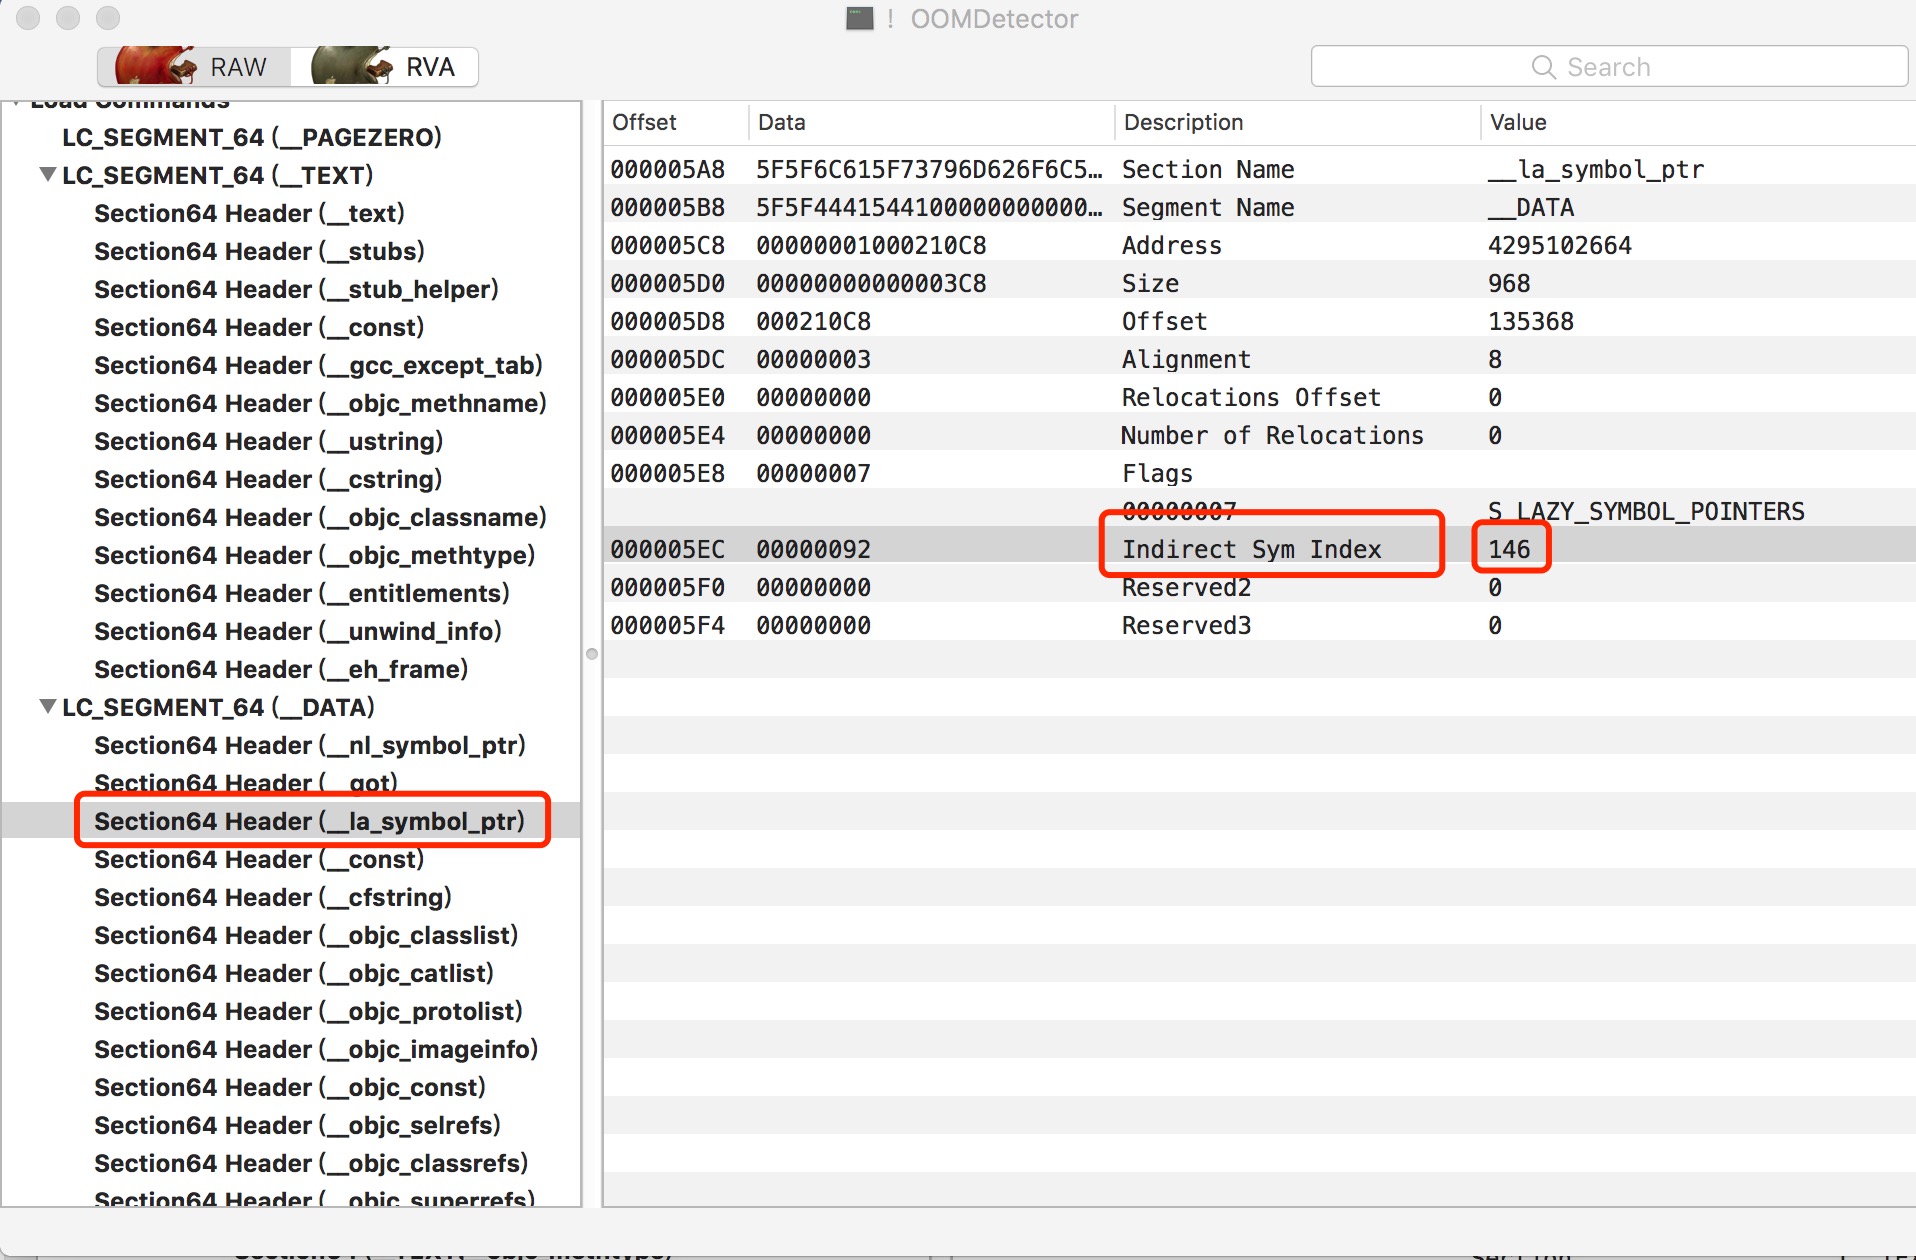 ! OOMDetector
RAW RVA Search
Load Commands
LC_SEGMENT_64 (__PAGEZERO)
LC_SEGMENT_64 (__TEXT)
Section64 Header (__text)
Section64 Header (__stubs)
Section64 Header (__stub_helper)
Section64 Header (__const)
Section64 Header (__gcc_except_tab)
Section64 Header (__objc_methname)
Section64 Header (__ustring)
Section64 Header (__cstring)
Section64 Header (__objc_classname)
Section64 Header (__objc_methtype)
Section64 Header (__entitlements)
Section64 Header (__unwind_info)
Section64 Header (__eh_frame)
LC_SEGMENT_64 (__DATA)
Section64 Header (__nl_symbol_ptr)
Section64 Header (__got)
Section64 Header (__la_symbol_ptr)
Section64 Header (__const)
Section64 Header (__cfstring)
Section64 Header (__objc_classlist)
Section64 Header (__objc_catlist)
Section64 Header (__objc_protolist)
Section64 Header (__objc_imageinfo)
Section64 Header (__objc_const)
Section64 Header (__objc_selrefs)
Section64 Header (__objc_classrefs)
Section64 Header (__objc_superrefs)
Offset Data Description Value
000005A8 5F5F6C615F73796D626F6C5… Section Name __la_symbol_ptr
000005B8 5F5F4441544100000000000… Segment Name __DATA
000005C8 00000001000210C8 Address 4295102664
000005D0 00000000000003C8 Size 968
000005D8 000210C8 Offset 135368
000005DC 00000003 Alignment 8
000005E0 00000000 Relocations Offset 0
000005E4 00000000 Number of Relocations 0
000005E8 00000007 Flags
00000007 S_LAZY_SYMBOL_POINTERS
000005EC 00000092 Indirect Sym Index 146
000005F0 00000000 Reserved2 0
000005F4 00000000 Reserved3 0